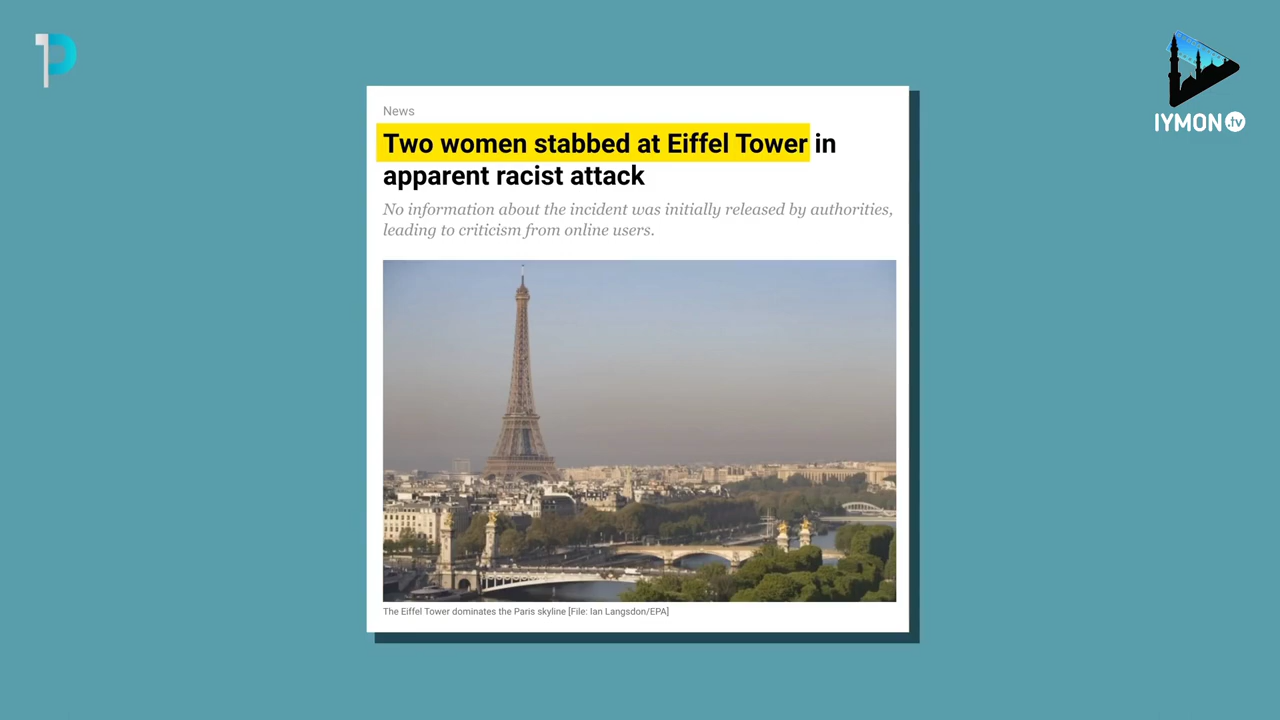 News
Two women stabbed at Eiffel Tower in
apparent racist attack
No information about the incident was initially released by authorities,
leading to criticism from online users.
The Eiffel Tower dominates the Paris skyline [File: Ian Langsdon/EPA]
IYMON.tv